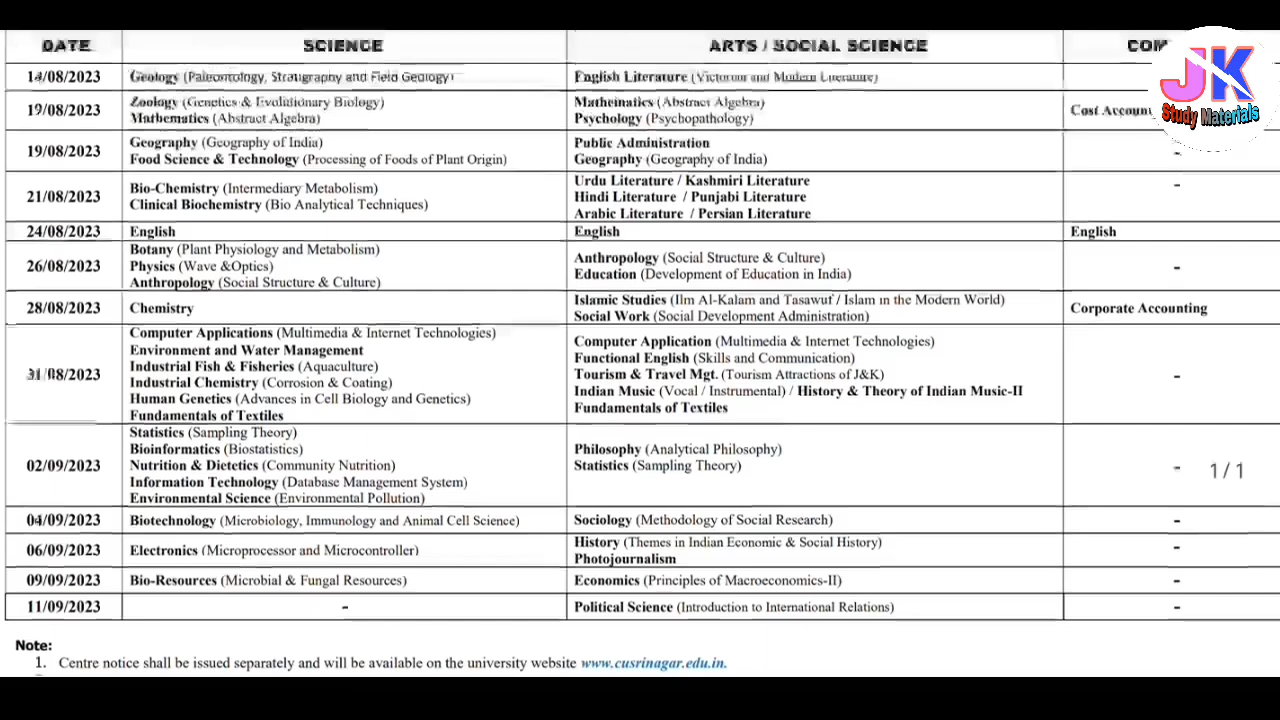 DATE SCIENCE ARTS / SOCIAL SCIENCE COM
JK
Study Materials
14/08/2023 Geology (Paleontology, Stratigraphy and Field Geology) English Literature (Victorian and Modern Literature)
19/08/2023 Zoology (Genetics & Evolutionary Biology) Mathematics (Abstract Algebra) Cost Accoun
Mathematics (Abstract Algebra) Psychology (Psychopathology)
19/08/2023 Geography (Geography of India) Public Administration -
Food Science & Technology (Processing of Foods of Plant Origin) Geography (Geography of India)
21/08/2023 Bio-Chemistry (Intermediary Metabolism) Urdu Literature / Kashmiri Literature -
Clinical Biochemistry (Bio Analytical Techniques) Hindi Literature / Punjabi Literature
Arabic Literature / Persian Literature
24/08/2023 English English English
26/08/2023 Botany (Plant Physiology and Metabolism) Anthropology (Social Structure & Culture) -
Physics (Wave &Optics) Education (Development of Education in India)
Anthropology (Social Structure & Culture)
28/08/2023 Chemistry Islamic Studies (Ilm Al-Kalam and Tasawuf / Islam in the Modern World) Corporate Accounting
Social Work (Social Development Administration)
31/08/2023 Computer Applications (Multimedia & Internet Technologies) Computer Application (Multimedia & Internet Technologies) -
Environment and Water Management Functional English (Skills and Communication)
Industrial Fish & Fisheries (Aquaculture) Tourism & Travel Mgt. (Tourism Attractions of J&K)
Industrial Chemistry (Corrosion & Coating) Indian Music (Vocal / Instrumental) / History & Theory of Indian Music-II
Human Genetics (Advances in Cell Biology and Genetics) Fundamentals of Textiles
Fundamentals of Textiles
02/09/2023 Statistics (Sampling Theory) Philosophy (Analytical Philosophy) -
Bioinformatics (Biostatistics) Statistics (Sampling Theory)
Nutrition & Dietetics (Community Nutrition)
Information Technology (Database Management System)
Environmental Science (Environmental Pollution)
1 / 1
04/09/2023 Biotechnology (Microbiology, Immunology and Animal Cell Science) Sociology (Methodology of Social Research) -
06/09/2023 Electronics (Microprocessor and Microcontroller) History (Themes in Indian Economic & Social History) -
Photojournalism
09/09/2023 Bio-Resources (Microbial & Fungal Resources) Economics (Principles of Macroeconomics-II) -
11/09/2023 - Political Science (Introduction to International Relations) -
Note:
1. Centre notice shall be issued separately and will be available on the university website www.cusrinagar.edu.in.